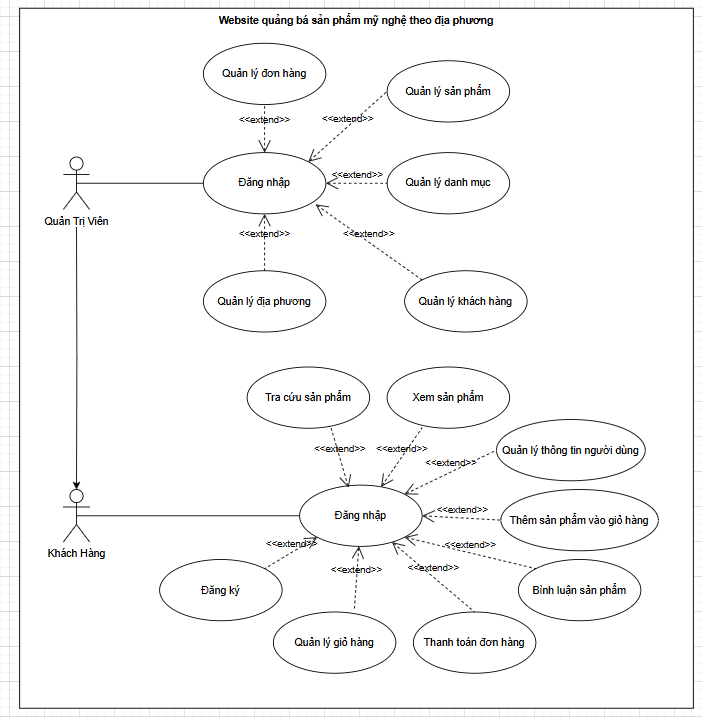 Website quảng bá sản phẩm mỹ nghệ theo địa phương
Quản lý đơn hàng
Quản lý sản phẩm
<<extend>>
<<extend>>
Đăng nhập
<<extend>>
Quản lý danh mục
Quản Trị Viên
<<extend>>
<<extend>>
Quản lý địa phương
Quản lý khách hàng
Tra cứu sản phẩm
Xem sản phẩm
<<extend>>
<<extend>>
Quản lý thông tin người dùng
<<extend>>
Đăng nhập
<<extend>>
Thêm sản phẩm vào giỏ hàng
Khách Hàng
<<extend>>
<<extend>>
<<extend>>
<<extend>>
Đăng ký
Bình luận sản phẩm
Quản lý giỏ hàng
Thanh toán đơn hàng